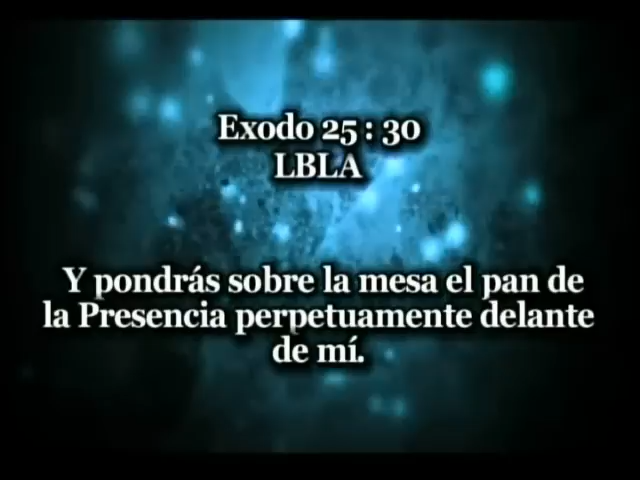 Exodo 25 : 30
LBLA
Y pondrás sobre la mesa el pan de
la Presencia perpetuamente delante
de mí.